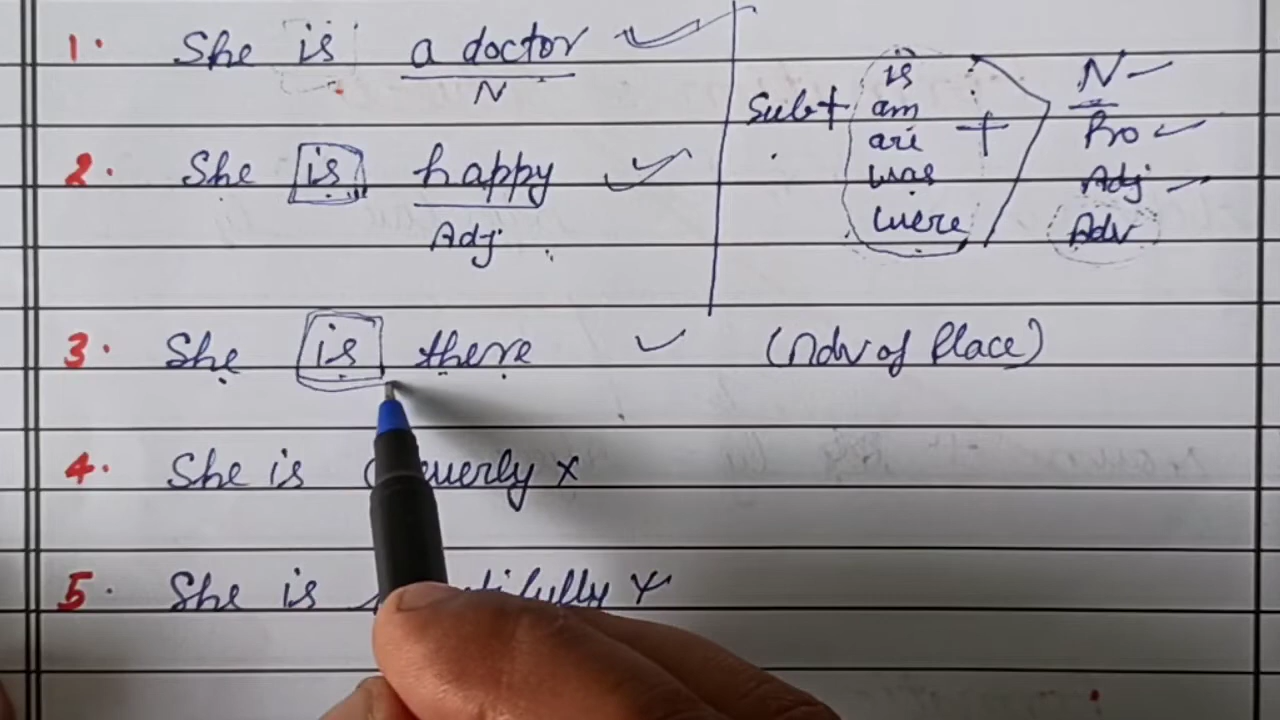 1. She is a doctor ✓
N
2. She is happy ✓
Adj
Sub + is + N
am Pro
are Adj
was Adv
were
3. She is there ✓ (Adv of Place)
4. She is x
5. She is x